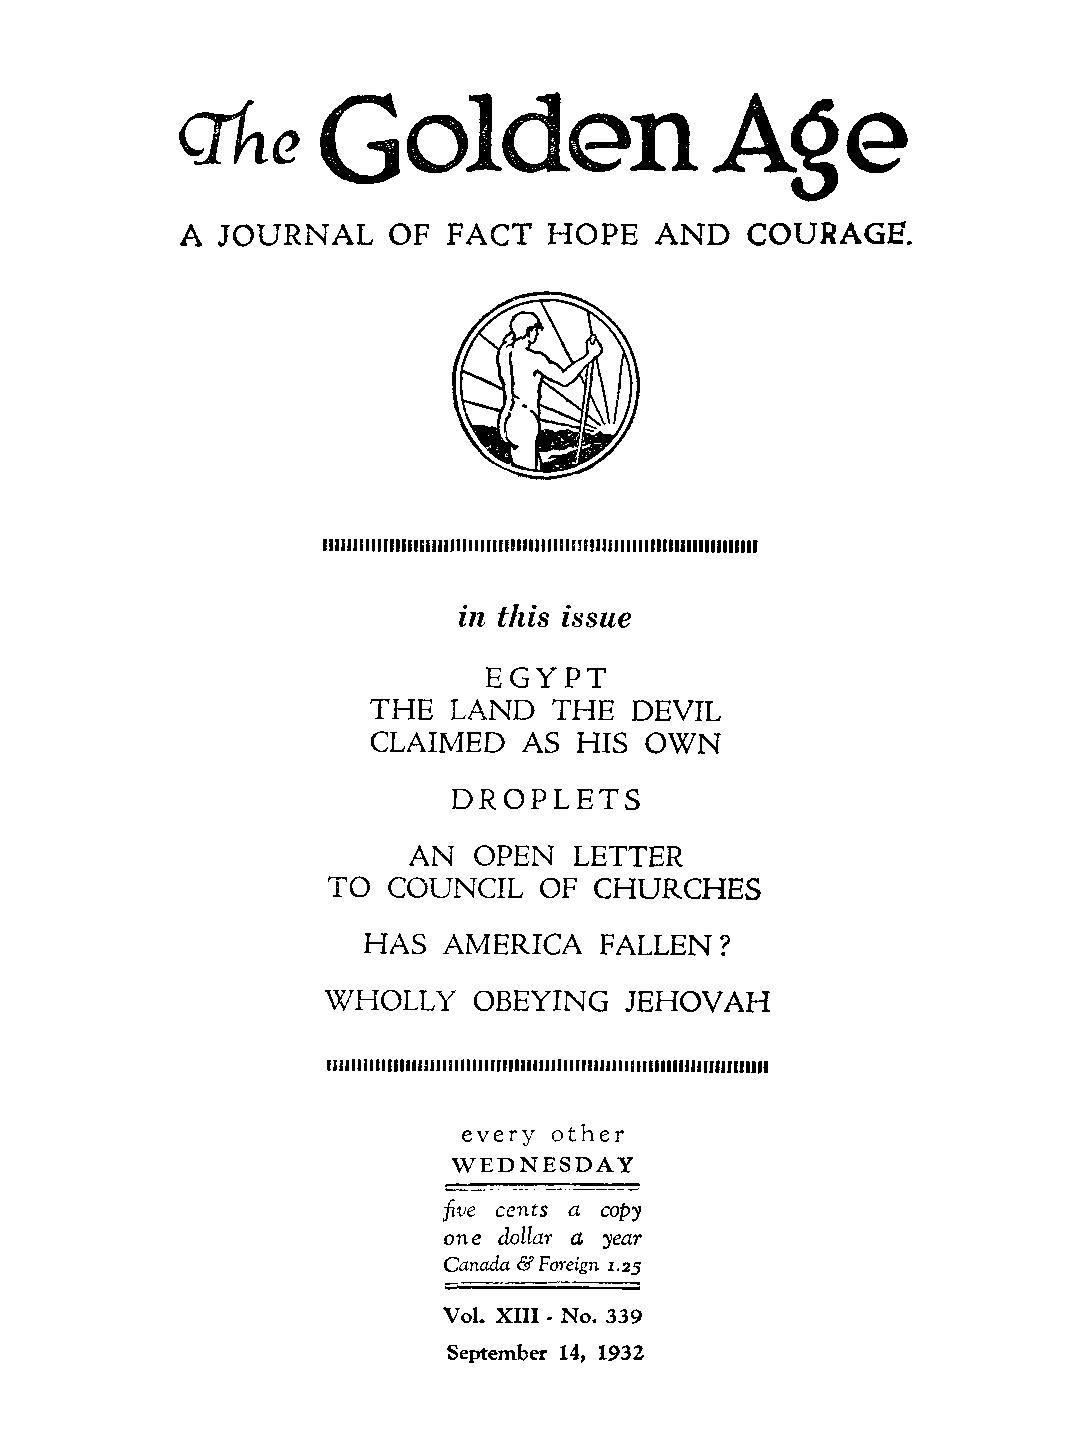 The Golden Age
A JOURNAL OF FACT HOPE AND COURAGE.
in this issue
EGYPT
THE LAND THE DEVIL
CLAIMED AS HIS OWN
DROPLETS
AN OPEN LETTER
TO COUNCIL OF CHURCHES
HAS AMERICA FALLEN?
WHOLLY OBEYING JEHOVAH
every other
WEDNESDAY
five cents a copy
one dollar a year
Canada & Foreign 1.25
Vol. XIII - No. 339
September 14, 1932